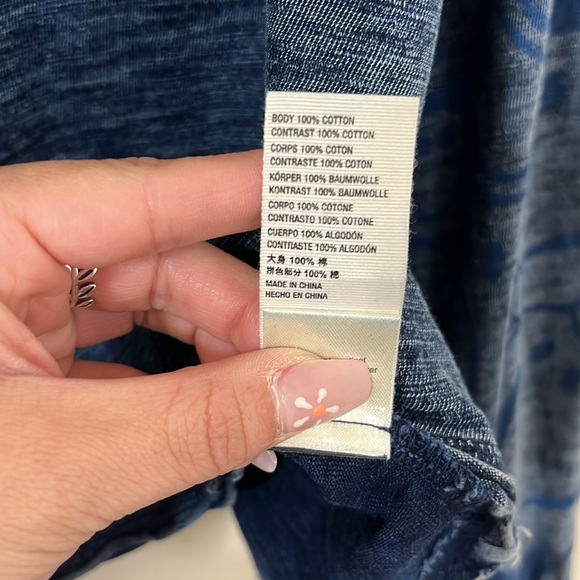 BODY 100% COTTON
CONTRAST 100% COTTON
CORPS 100% COTON
CONTRASTE 100% COTON
KÖRPER 100% BAUMWOLLE
KONTRAST 100% BAUMWOLLE
CORPO 100% COTONE
CONTRASTO 100% COTONE
CUERPO 100% ALGODÓN
CONTRASTE 100% ALGODÓN
大身 100% 棉
拼色部分 100% 棉
MADE IN CHINA
HECHO EN CHINA